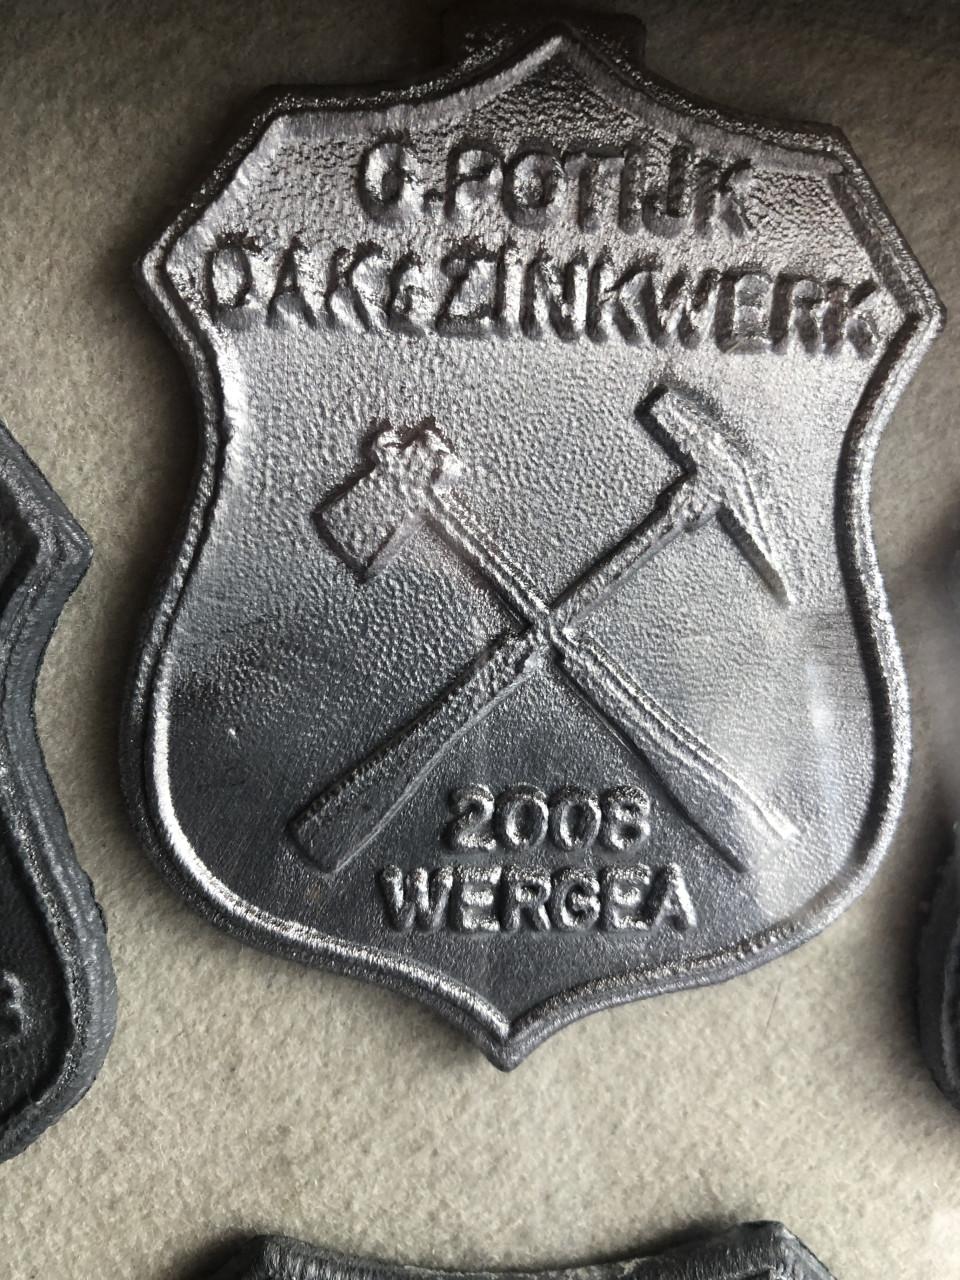 O.POTIJK
DAK&ZINKWERK
2008
WERGEA